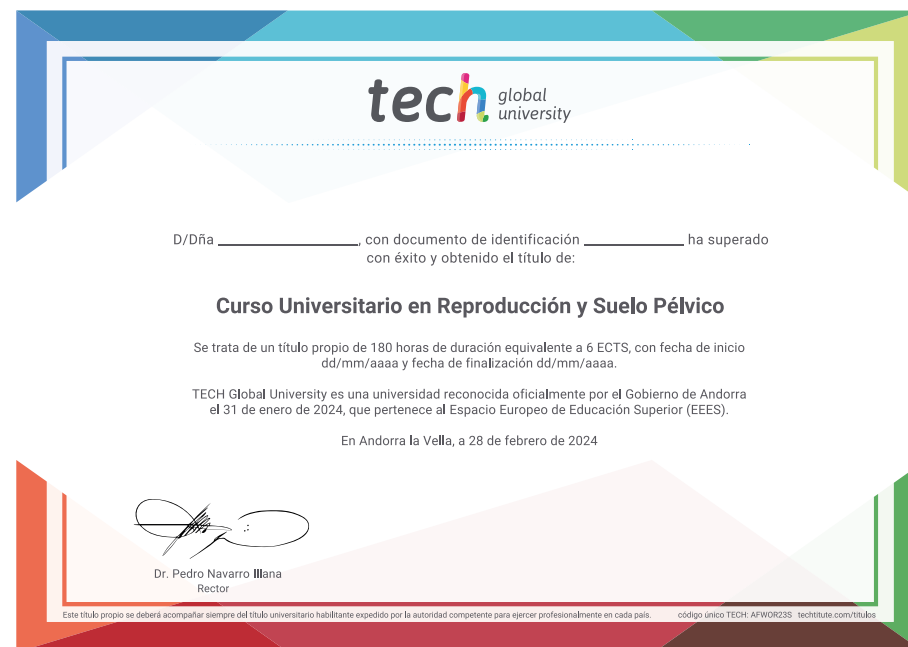 tech global university
D/Dña ____________________, con documento de identificación ______________ ha superado
con éxito y obtenido el título de:
Curso Universitario en Reproducción y Suelo Pélvico
Se trata de un título propio de 180 horas de duración equivalente a 6 ECTS, con fecha de inicio
dd/mm/aaaa y fecha de finalización dd/mm/aaaa.
TECH Global University es una universidad reconocida oficialmente por el Gobierno de Andorra
el 31 de enero de 2024, que pertenece al Espacio Europeo de Educación Superior (EEES).
En Andorra la Vella, a 28 de febrero de 2024
Dr. Pedro Navarro Illana
Rector
Este título propio se deberá acompañar siempre del título universitario habilitante expedido por la autoridad competente para ejercer profesionalmente en cada país. código único TECH: AFWOR23S techtitute.com/titulos